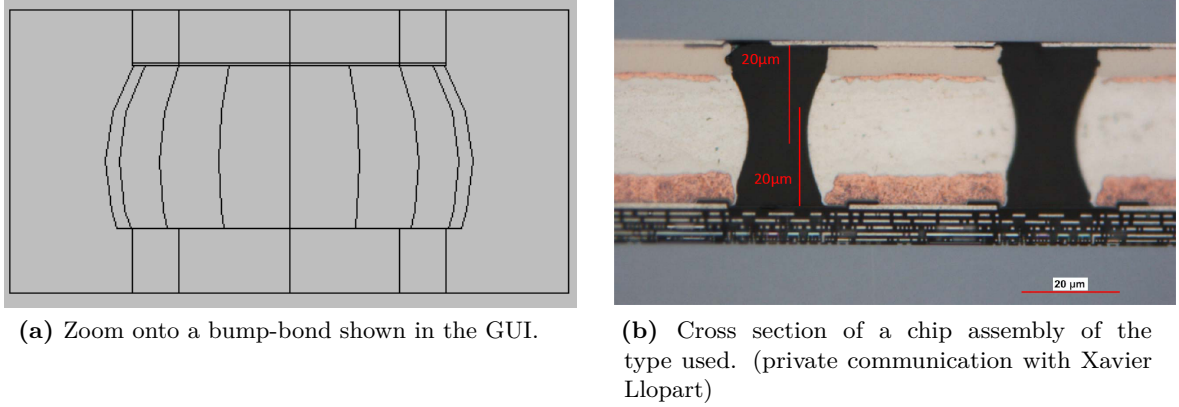 20µm
20µm
20 µm
(a) Zoom onto a bump-bond shown in the GUI.
(b) Cross section of a chip assembly of the
type used. (private communication with Xavier
Llopart)